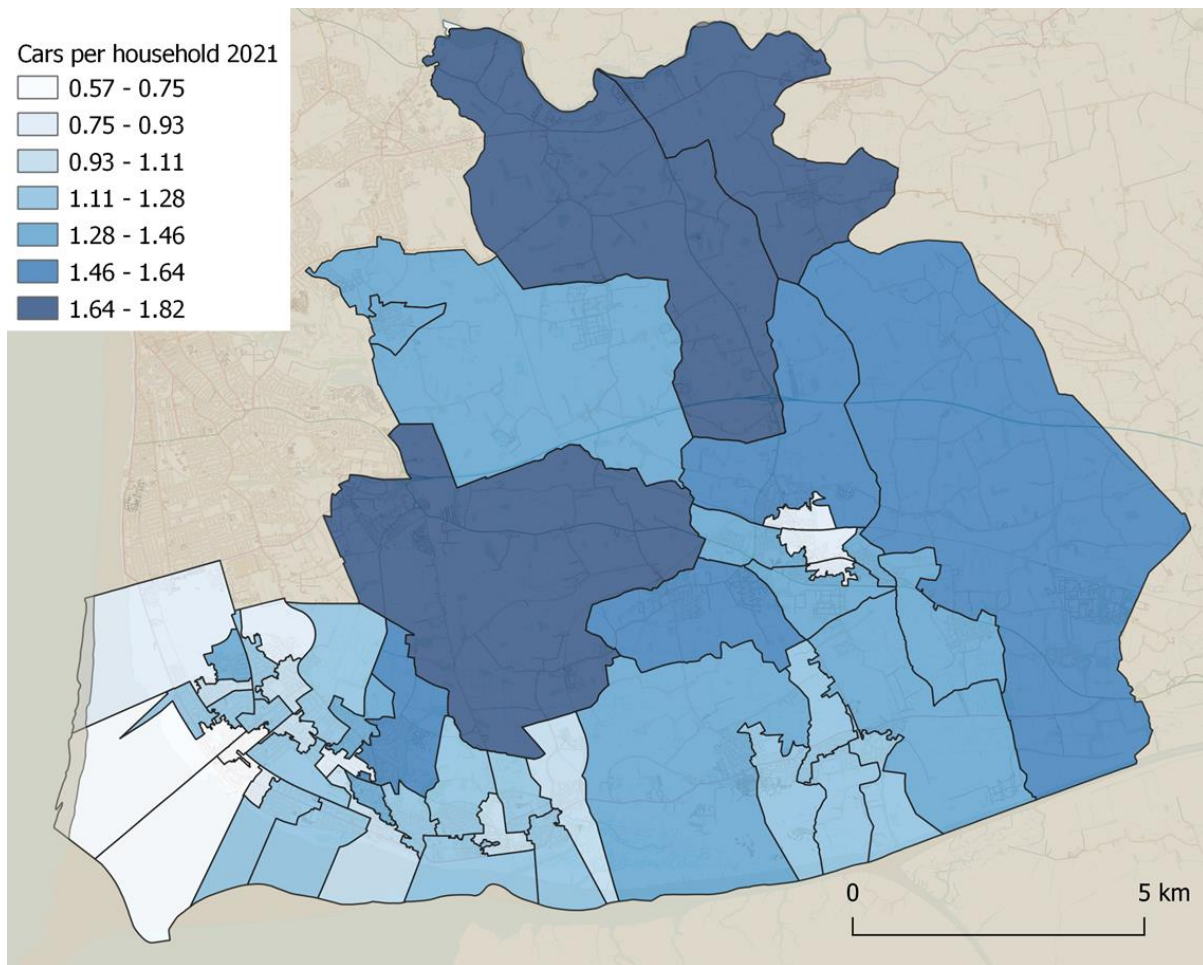 Cars per household 2021
0.57 - 0.75
0.75 - 0.93
0.93 - 1.11
1.11 - 1.28
1.28 - 1.46
1.46 - 1.64
1.64 - 1.82
0 5 km